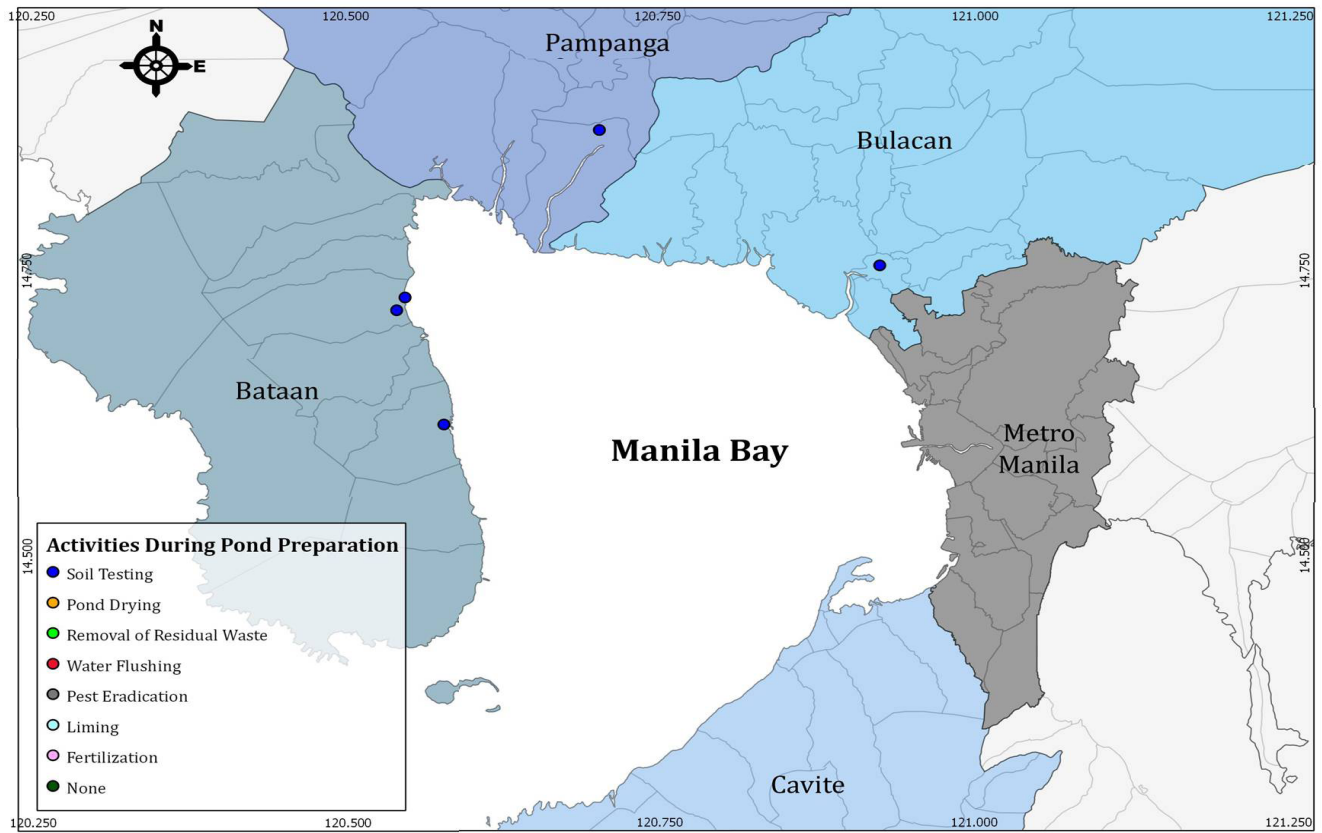 120.250 120.500 120.750 121.000 121.250
N
E
Pampanga
Bulacan
14.750 14.750
Bataan
Manila Bay
Metro
Manila
14.500 14.500
Activities During Pond Preparation
Soil Testing
Pond Drying
Removal of Residual Waste
Water Flushing
Pest Eradication
Liming
Fertilization
None
Cavite
120.250 120.500 120.750 121.000 121.250